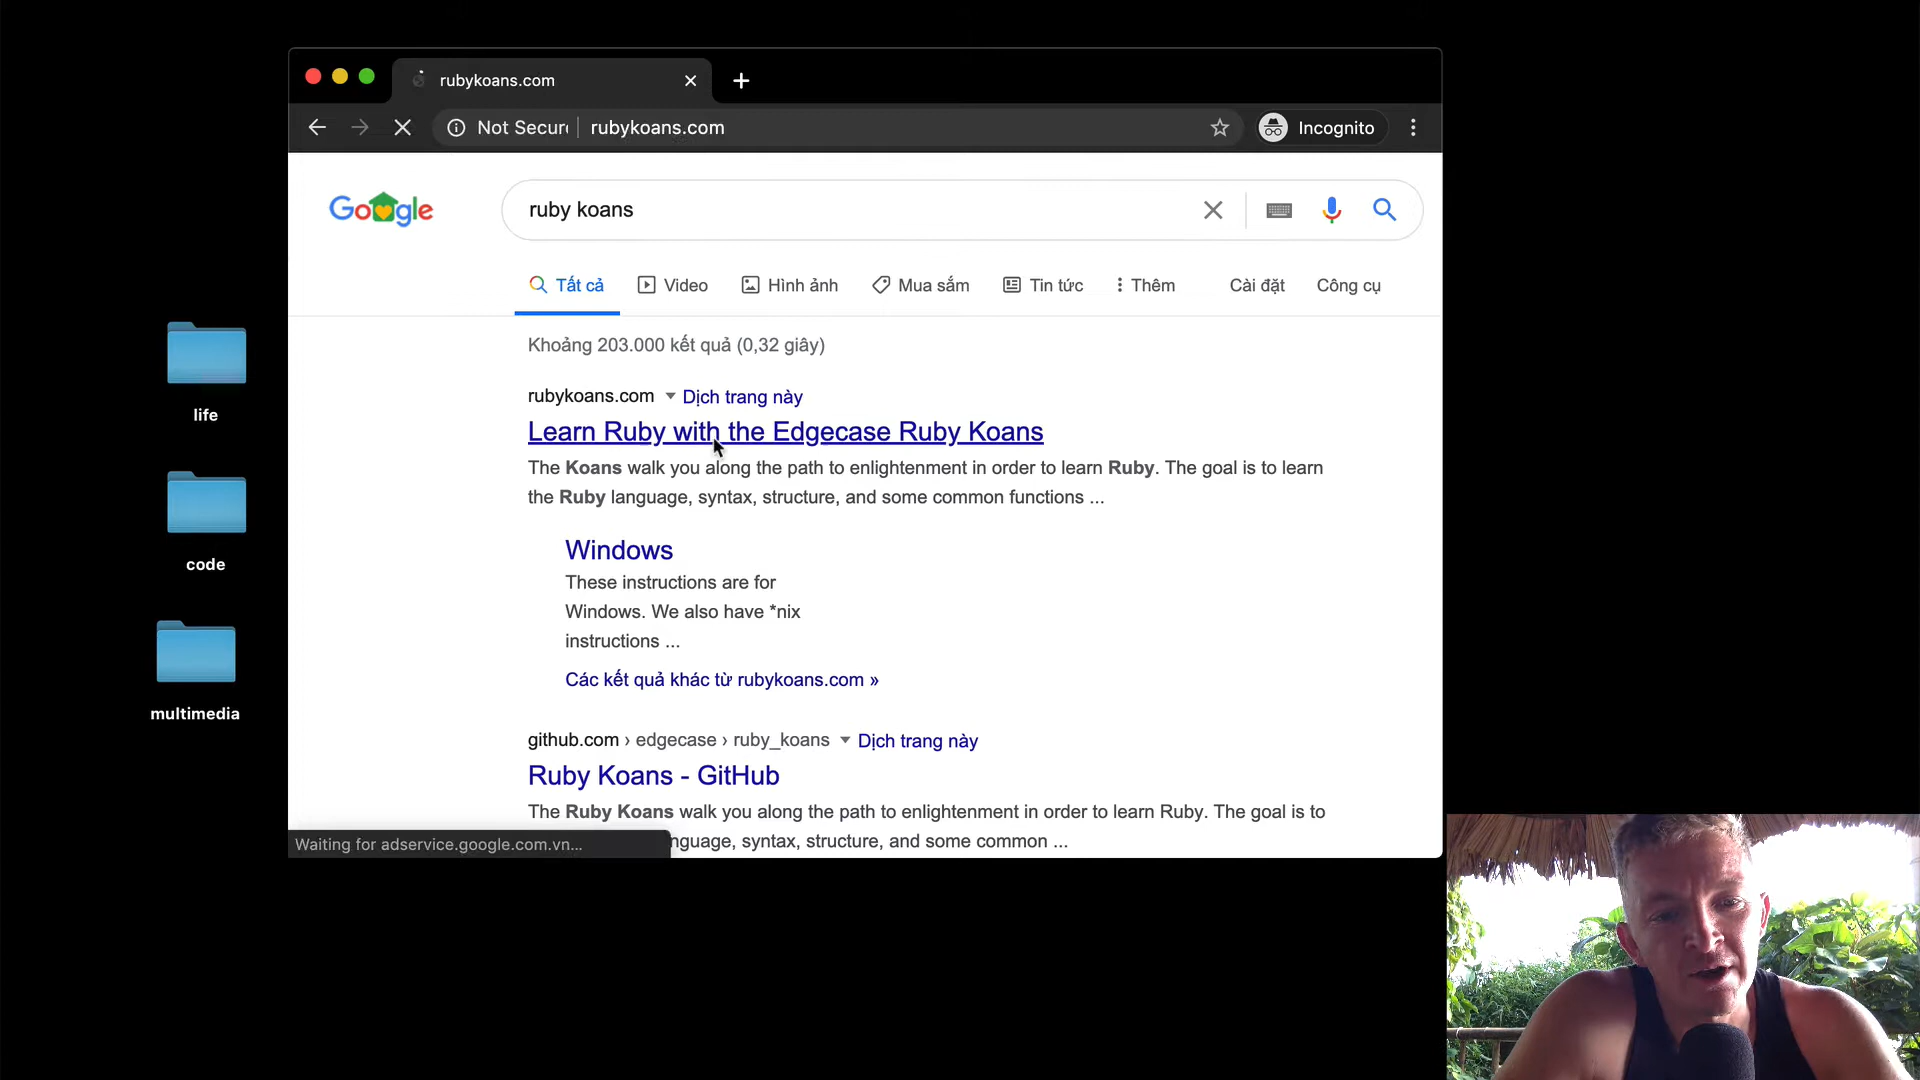 rubykoans.com
Not Secur
rubykoans.com
Incognito
Google
ruby koans
Tất cả
Video
Hình ảnh
Mua sắm
Tin tức
Thêm
Cài đặt
Công cụ
Khoảng 203.000 kết quả (0,32 giây)
rubykoans.com Dịch trang này
Learn Ruby with the Edgecase Ruby Koans
The Koans walk you along the path to enlightenment in order to learn Ruby. The goal is to learn
the Ruby language, syntax, structure, and some common functions ...
Windows
These instructions are for
Windows. We also have *nix
instructions ...
Các kết quả khác từ rubykoans.com »
github.com › edgecase › ruby_koans Dịch trang này
Ruby Koans - GitHub
The Ruby Koans walk you along the path to enlightenment in order to learn Ruby. The goal is to
nguage, syntax, structure, and some common ...
Waiting for adservice.google.com.vn...
life
code
multimedia